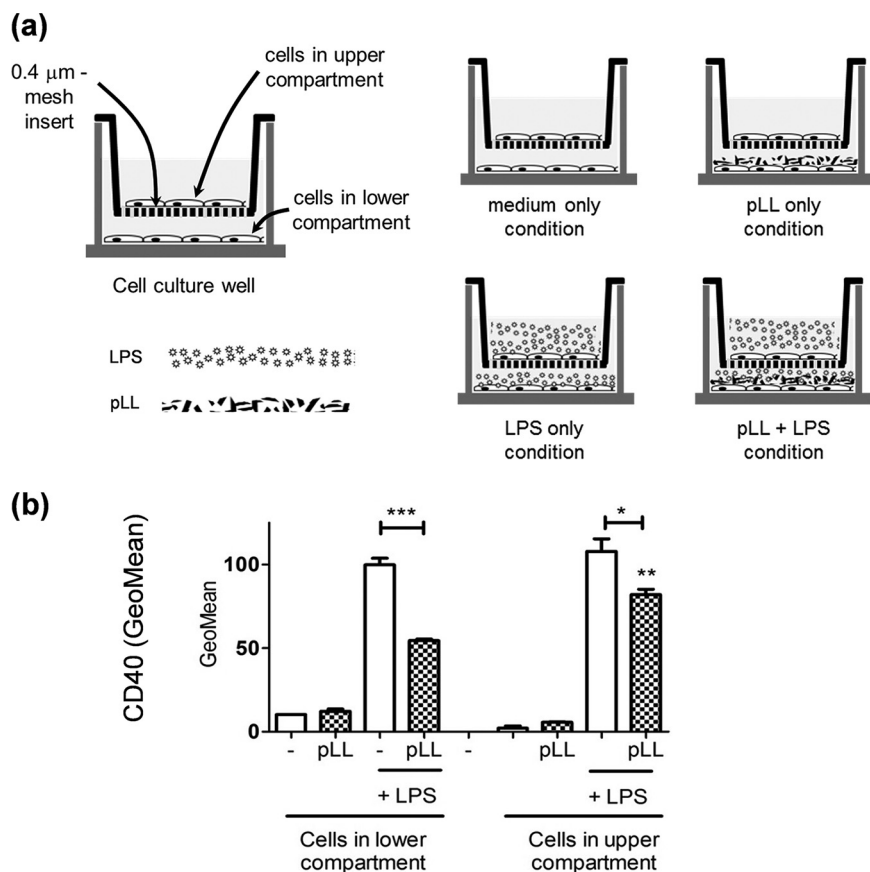 (a)
0.4 μm -
mesh
insert
cells in upper
compartment
cells in lower
compartment
Cell culture well
LPS
pLL
medium only
condition
pLL only
condition
LPS only
condition
pLL + LPS
condition
(b)
CD40 (GeoMean)
GeoMean
100
50
0
***
*
**
- pLL - pLL - - pLL - pLL
+ LPS + LPS
Cells in lower
compartment
Cells in upper
compartment